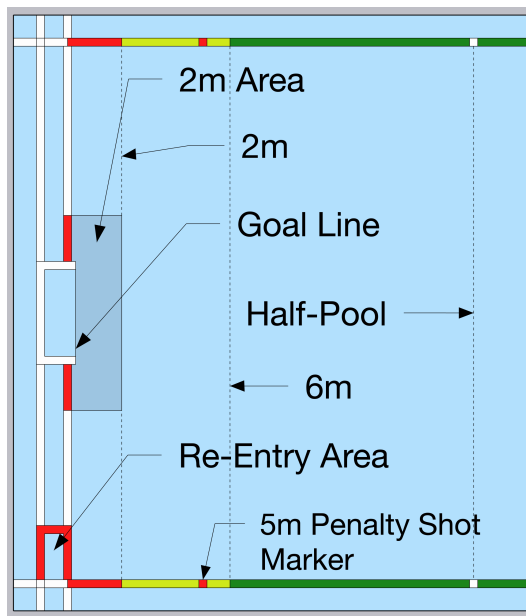 2m Area
2m
Goal Line
Half-Pool
6m
Re-Entry Area
5m Penalty Shot
Marker